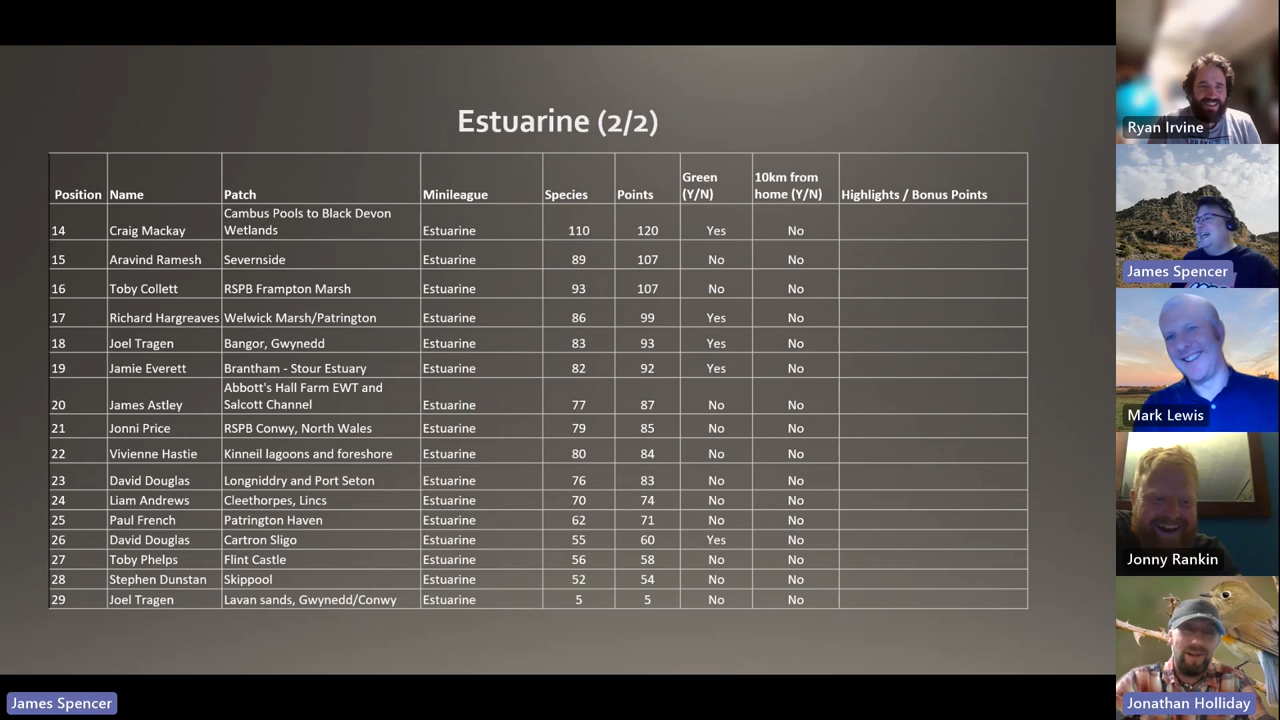 Estuarine (2/2)
Position Name Patch Minileague Species Points Green (Y/N) 10km from home (Y/N) Highlights / Bonus Points
14 Craig Mackay Cambus Pools to Black Devon Wetlands Estuarine 110 120 Yes No
15 Aravind Ramesh Severnside Estuarine 89 107 No No
16 Toby Collett RSPB Frampton Marsh Estuarine 93 107 No No
17 Richard Hargreaves Welwick Marsh/Patrington Estuarine 86 99 Yes No
18 Joel Tragen Bangor, Gwynedd Estuarine 83 93 Yes No
19 Jamie Everett Brantham - Stour Estuary Estuarine 82 92 Yes No
20 James Astley Abbott's Hall Farm EWT and Salcott Channel Estuarine 77 87 No No
21 Jonni Price RSPB Conwy, North Wales Estuarine 79 85 No No
22 Vivienne Hastie Kinneil lagoons and foreshore Estuarine 80 84 No No
23 David Douglas Longniddry and Port Seton Estuarine 76 83 No No
24 Liam Andrews Cleethorpes, Lincs Estuarine 70 74 No No
25 Paul French Patrington Haven Estuarine 62 71 No No
26 David Douglas Cartron Sligo Estuarine 55 60 Yes No
27 Toby Phelps Flint Castle Estuarine 56 58 No No
28 Stephen Dunstan Skippool Estuarine 52 54 No No
29 Joel Tragen Lavan sands, Gwynedd/Conwy Estuarine 5 5 No No
Ryan Irvine
James Spencer
Mark Lewis
Jonny Rankin
Jonathan Holliday
James Spencer